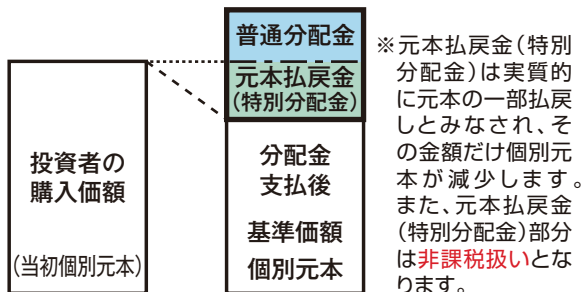 投資者の
購入価額
(当初個別元本)
普通分配金
元本払戻金
(特別分配金)
分配金
支払後
基準価額
個別元本
※元本払戻金(特別
分配金)は実質的
に元本の一部払戻
しとみなされ、そ
の金額だけ個別元
本が減少します。
また、元本払戻金
(特別分配金)部分
は非課税扱いとな
ります。